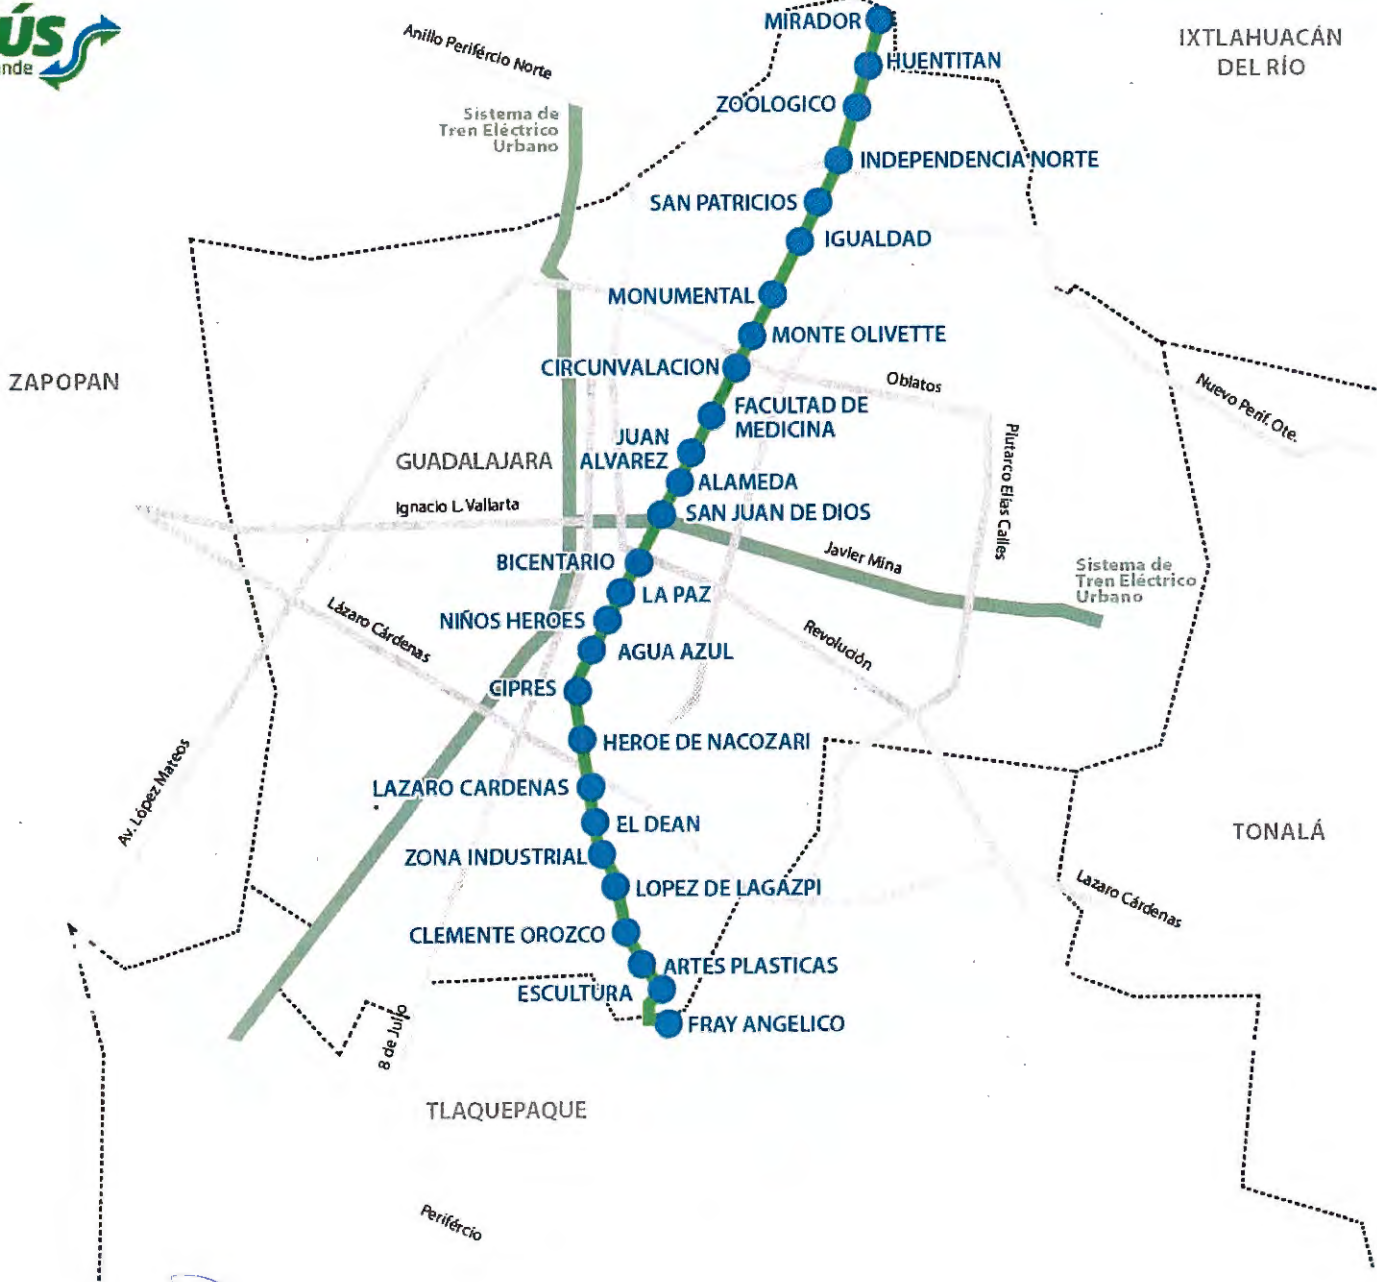 ÚS
nde
MIRADOR
IXTLAHUACÁN
DEL RÍO
Anillo Perifércio Norte
HUENTITAN
ZOOLOGICO
Sistema de
Tren Eléctrico
Urbano
INDEPENDENCIA NORTE
SAN PATRICIOS
IGUALDAD
MONUMENTAL
MONTE OLIVETTE
CIRCUNVALACION
ZAPOPAN
Oblatos
Nuevo Perif. Ote.
FACULTAD DE
MEDICINA
JUAN
ALVAREZ
GUADALAJARA
Plutarco Elías Calles
ALAMEDA
Ignacio L. Vallarta
SAN JUAN DE DIOS
Javier Mina
BICENTARIO
Sistema de
Tren Eléctrico
Urbano
LA PAZ
Lázaro Cárdenas
NIÑOS HEROES
Revolución
AGUA AZUL
CIPRES
HEROE DE NACOZARI
Av. López Mateos
LAZARO CARDENAS
EL DEAN
TONALÁ
ZONA INDUSTRIAL
LOPEZ DE LAGAZPI
Lazaro Cárdenas
CLEMENTE OROZCO
ARTES PLASTICAS
ESCULTURA
FRAY ANGELICO
8 de Julio
TLAQUEPAQUE
Perifércio